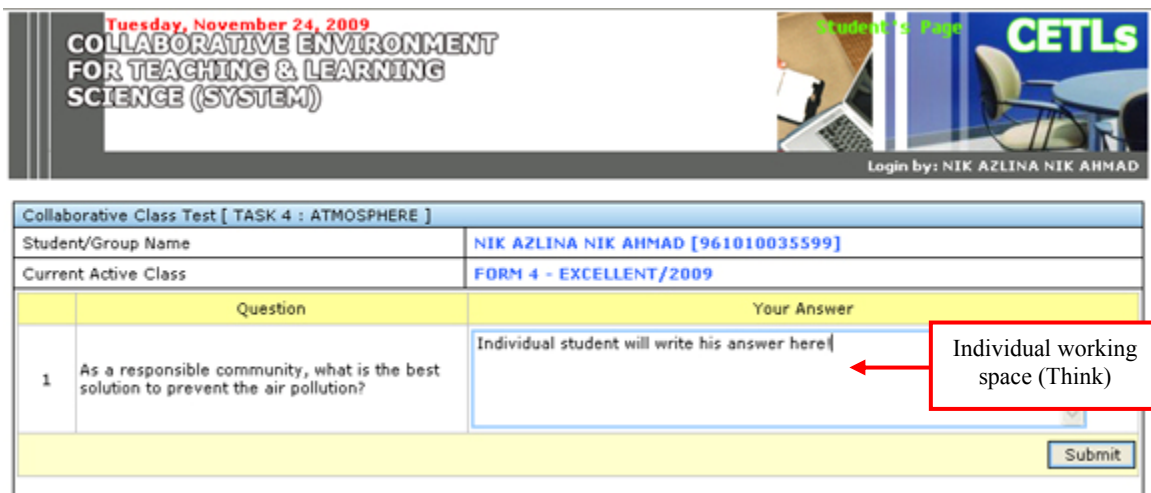 Tuesday, November 24, 2009
COLLABORATIVE ENVIRONMENT
FOR TEACHING & LEARNING
SCIENCE (SYSTEM)
Student's Page
CETLs
Login by: NIK AZLINA NIK AHMAD
Collaborative Class Test [ TASK 4 : ATMOSPHERE ]
Student/Group Name
NIK AZLINA NIK AHMAD [961010035599]
Current Active Class
FORM 4 - EXCELLENT/2009
Question
Your Answer
1
As a responsible community, what is the best
solution to prevent the air pollution?
Individual student will write his answer here!
Individual working
space (Think)
Submit